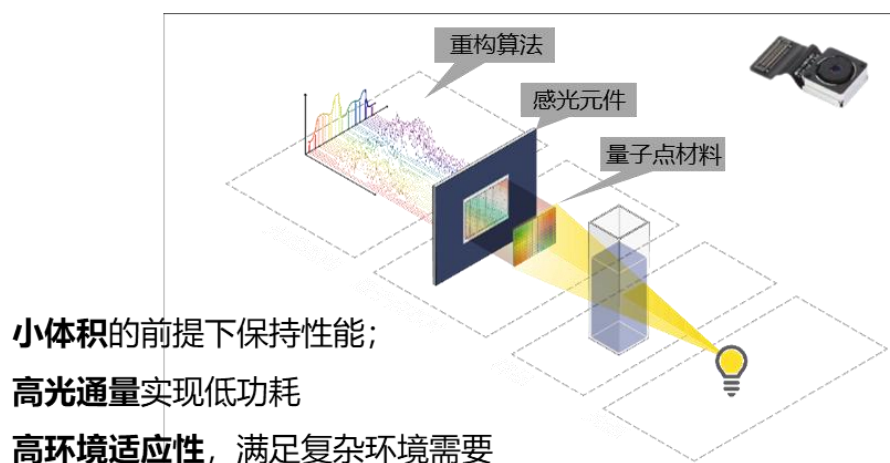 重构算法
感光元件
量子点材料
小体积的前提下保持性能；
高光通量实现低功耗
高环境适应性，满足复杂环境需要